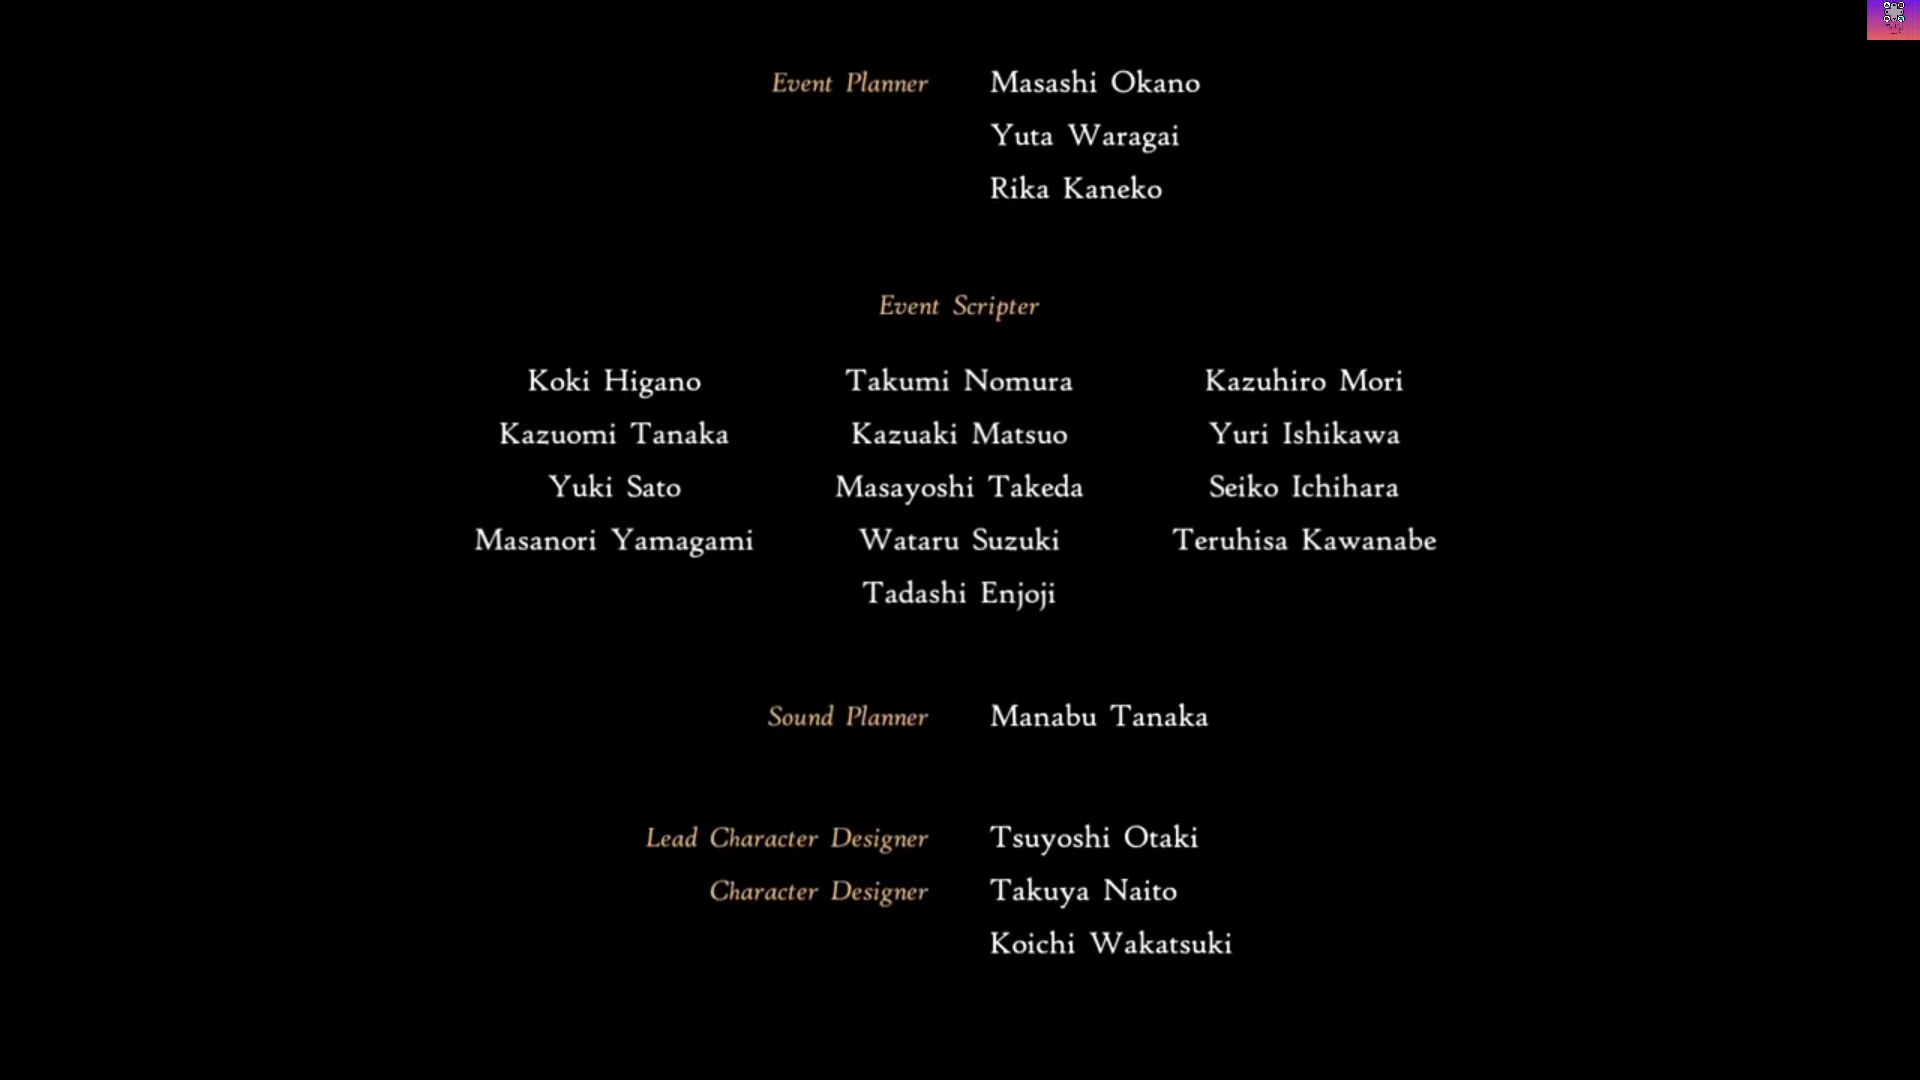 Event Planner Masashi Okano
Yuta Waragai
Rika Kaneko
Event Scripter
Koki Higano Takumi Nomura Kazuhiro Mori
Kazuomi Tanaka Kazuaki Matsuo Yuri Ishikawa
Yuki Sato Masayoshi Takeda Seiko Ichihara
Masanori Yamagami Wataru Suzuki Teruhisa Kawanabe
Tadashi Enjoji
Sound Planner Manabu Tanaka
Lead Character Designer Tsuyoshi Otaki
Character Designer Takuya Naito
Koichi Wakatsuki